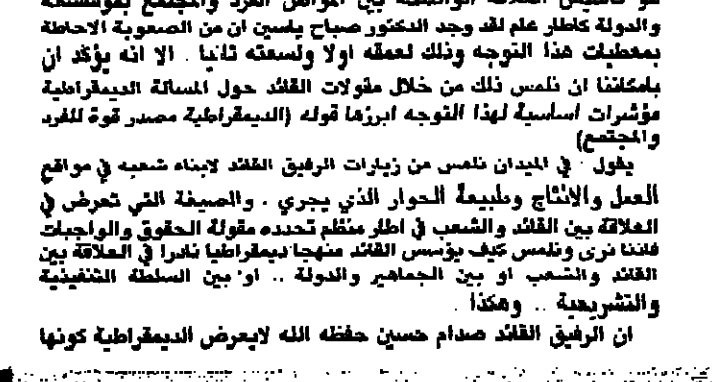 هو تأسيس العلاقة الواضحة بين المواطن الفرد والمجتمع بمؤسسته
والدولة كاطار علم لقد وجد الدكتور صباح ياسين ان من الصعوبة الاحاطة
بمعطيات هذا التوجه وذلك لعمقه اولا ولسعته ثانيا . الا انه يؤكد ان
بامكاننا ان نلمس ذلك من خلال مقولات القائد حول المسالة الديمقراطية
مؤشرات اساسية لهذا التوجه ابرزها قوله (الديمقراطية مصدر قوة للفرد
والمجتمع)
يقول : في الميدان نلمس من زيارات الرفيق القائد لابناء شعبه في مواقع
العمل والانتاج وطبيعة الحوار الذي يجري . والصيغة التي تعرض في
العلاقة بين القائد والشعب في اطار منظم تحدده مقولة الحقوق والواجبات
فاننا نرى ونلمس كيف يؤسس القائد منهجا ديمقراطيا نادرا في العلاقة بين
القائد والشعب او بين الجماهير والدولة .. او بين السلطة التنفيذية
والتشريعية .. وهكذا .
ان الرفيق القائد صدام حسين حفظه الله لايعرض الديمقراطية كونها